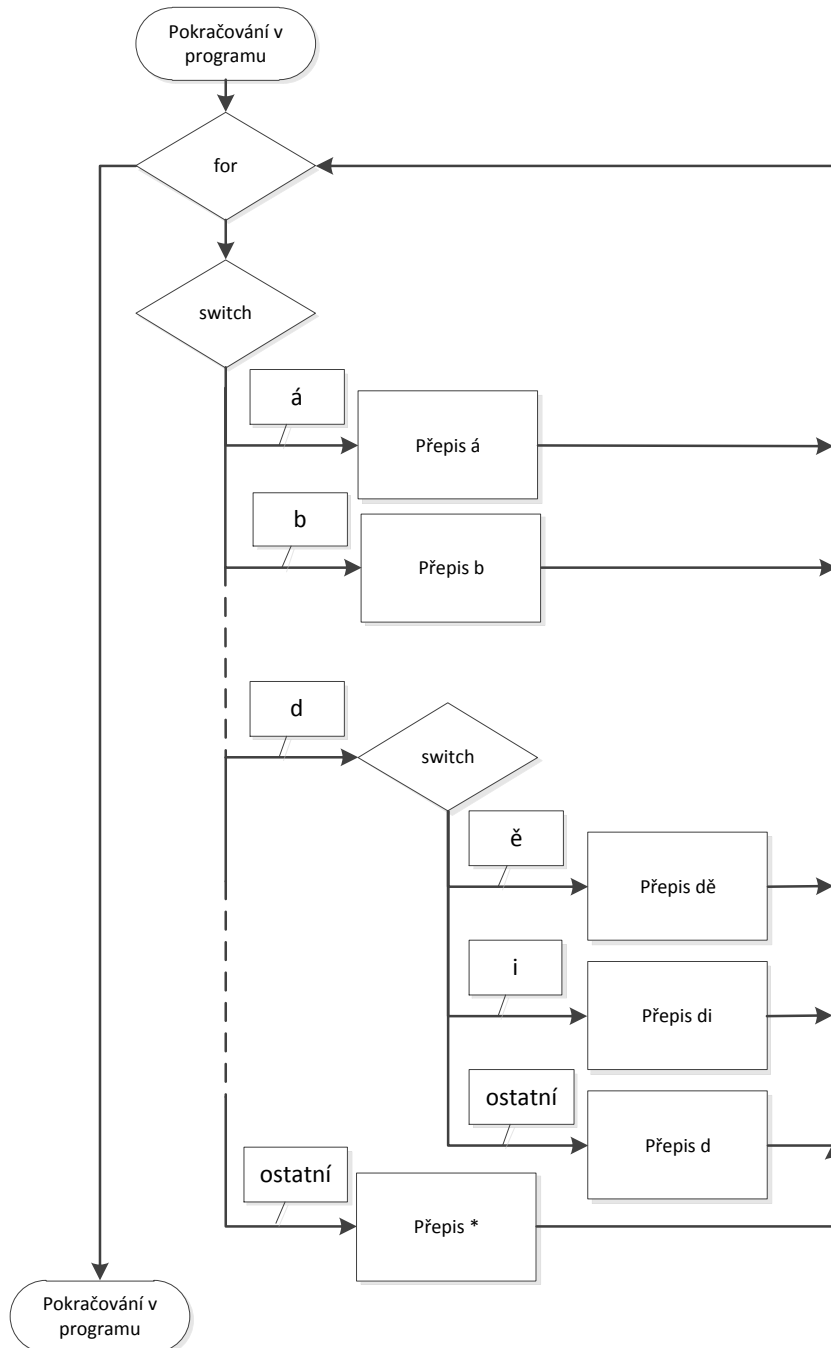 Pokračování v
programu
for
switch
á
Přepis á
b
Přepis b
d
switch
ě
Přepis dě
i
Přepis di
ostatní
Přepis d
ostatní
Přepis *
Pokračování v
programu